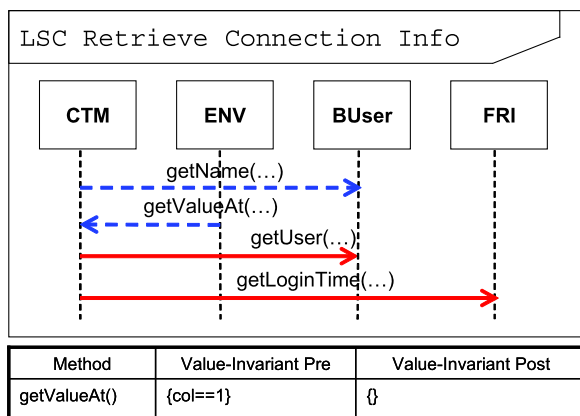 LSC Retrieve Connection Info
CTM ENV BUser FRI
getName(…)
getValueAt(…)
getUser(…)
getLoginTime(…)
Method Value-Invariant Pre Value-Invariant Post
getValueAt() {col==1} {}